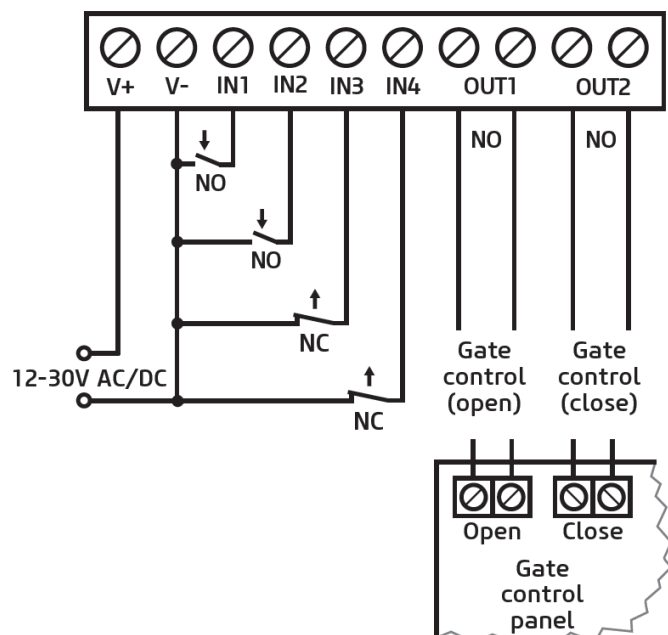 V+ V- IN1 IN2 IN3 IN4 OUT1 OUT2
NO NO
NO
NO
NC
12-30V AC/DC
NC
Gate
control
(open)
Gate
control
(close)
Open Close
Gate
control
panel